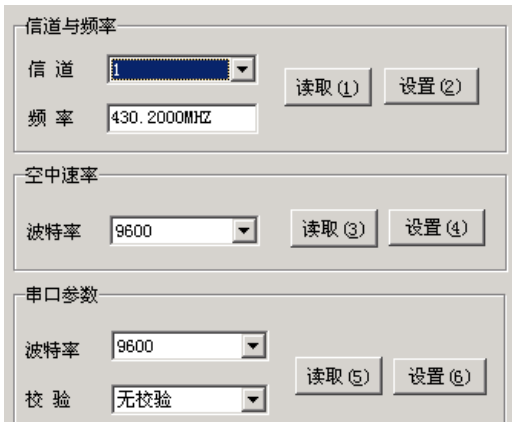 信道与频率
信 道 1 读取(1) 设置(2)
频 率 430.2000MHZ
空中速率
波特率 9600 读取(3) 设置(4)
串口参数
波特率 9600
读取(5) 设置(6)
校 验 无校验